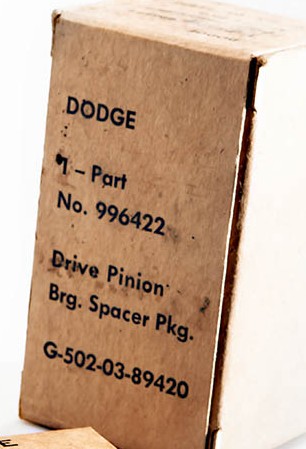 DODGE
1 – Part
No. 996422
Drive Pinion
Brg. Spacer Pkg.
G-502-03-89420